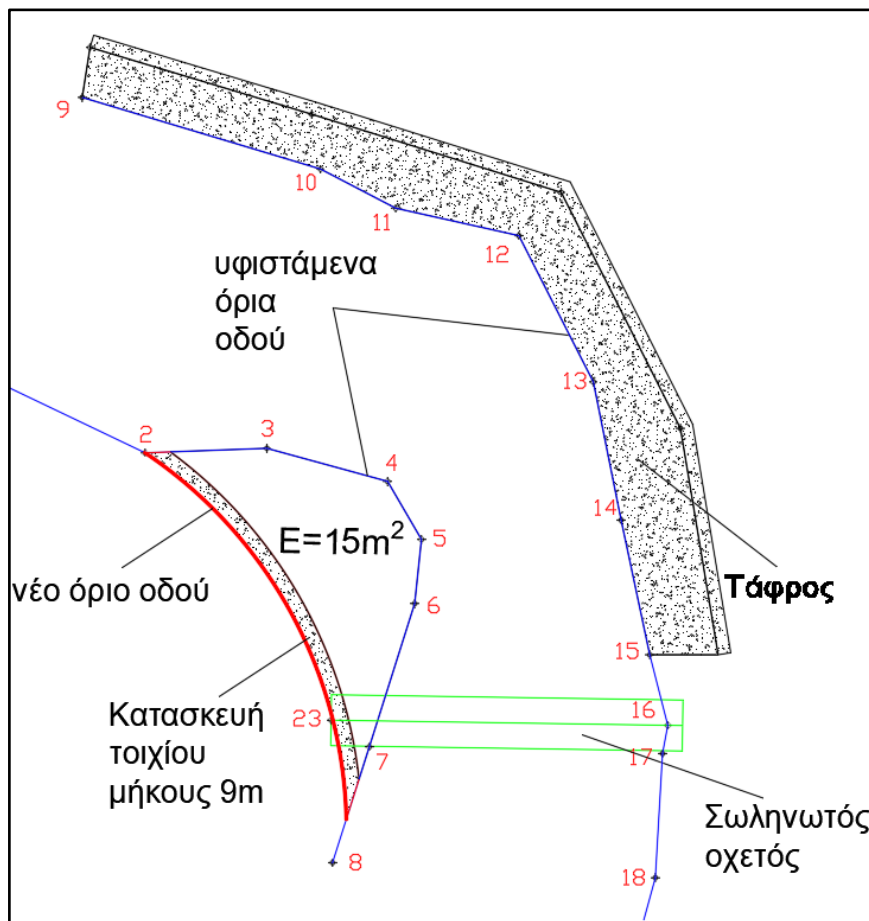 9
10
11
12
υφιστάμενα
όρια
οδού
13
2
3
4
14
E=15m²
5
νέο όριο οδού
6
Τάφρος
15
Κατασκευή
τοιχίου
μήκους 9m
23
16
7
17
Σωληνωτός
οχετός
8
18